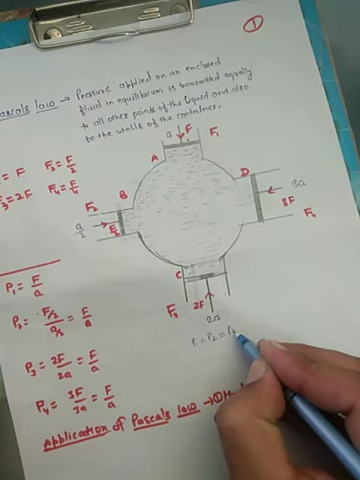 1
Pascals law → Pressure applied on an enclosed
fluid in equilibrium is transmitted equally
to all other points of the liquid and also
to the walls of the container.
= F F₂ = F/2
= 2F F₄ = F/4
a F F₁
A
B
D
C
F₂
a/2
F/2
3a
3F
F₄
F₃ 2F
2a
P₁ = F/a
P₂ = F/2 / a/2 = F/a
P₃ = 2F/2a = F/a
P₄ = 3F/3a = F/a
P₁ = P₂ = P₃
Application of Pascals law →